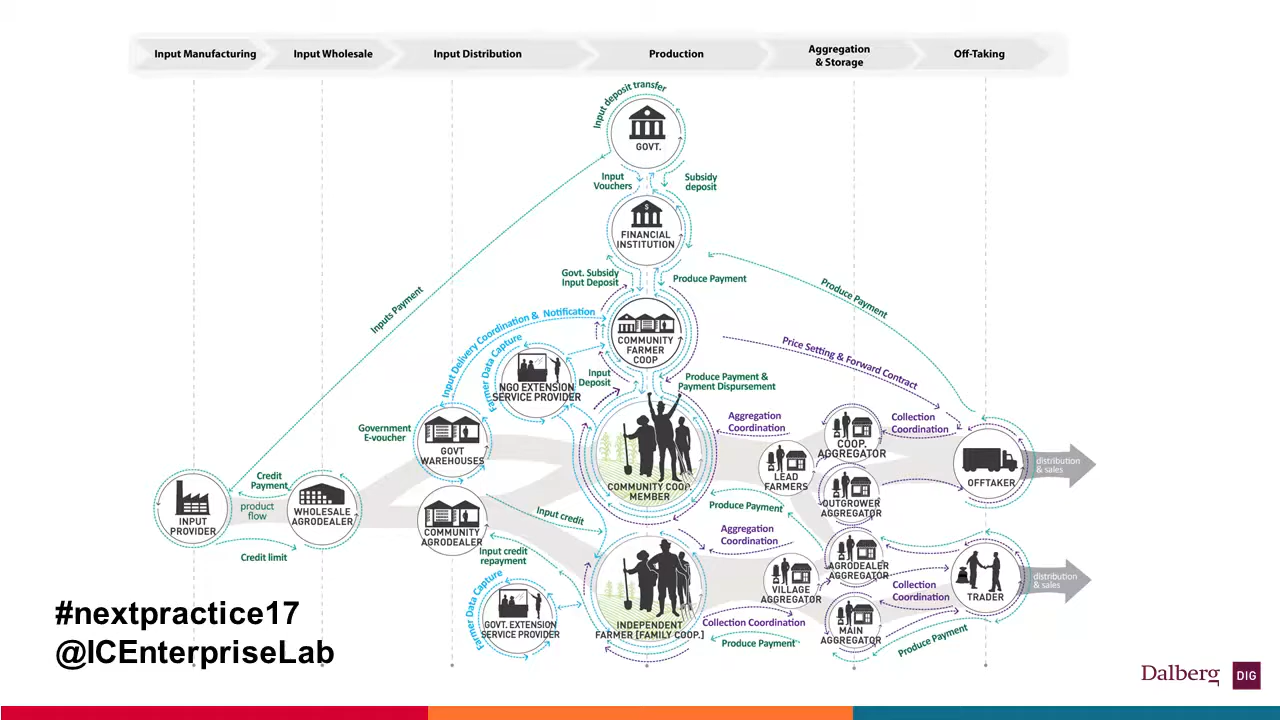 Input Manufacturing
Input Wholesale
Input Distribution
Production
Aggregation
& Storage
Off-Taking
Input deposit transfer
GOVT.
Input
Vouchers
Subsidy
deposit
$
FINANCIAL
INSTITUTION
Govt. Subsidy
Input Deposit
Produce Payment
Inputs Payment
Produce Payment
Input Delivery Coordination & Notification
Farmer Data Capture
COMMUNITY
FARMER
COOP
Price Setting & Forward Contract
NGO EXTENSION
SERVICE PROVIDER
Input
Deposit
Produce Payment &
Payment Dispursement
Government
E-voucher
GOVT
WAREHOUSES
Aggregation
Coordination
COOP.
AGGREGATOR
Collection
Coordination
COMMUNITY COOP.
MEMBER
LEAD
FARMERS
OFFTAKER
distribution
& sales
Credit
Payment
product
flow
INPUT
PROVIDER
WHOLESALE
AGRODEALER
Credit limit
COMMUNITY
AGRODEALER
Input credit
Input credit
repayment
Produce Payment
OUTGROWER
AGGREGATOR
Aggregation
Coordination
AGRODEALER
AGGREGATOR
VILLAGE
AGGREGATOR
Collection
Coordination
TRADER
distribution
& sales
Farmer Data Capture
GOVT. EXTENSION
SERVICE PROVIDER
INDEPENDENT
FARMER [FAMILY COOP.]
Collection Coordination
Produce Payment
MAIN
AGGREGATOR
Produce Payment
#nextpractice17
@ICEnterpriseLab
Dalberg
DIG